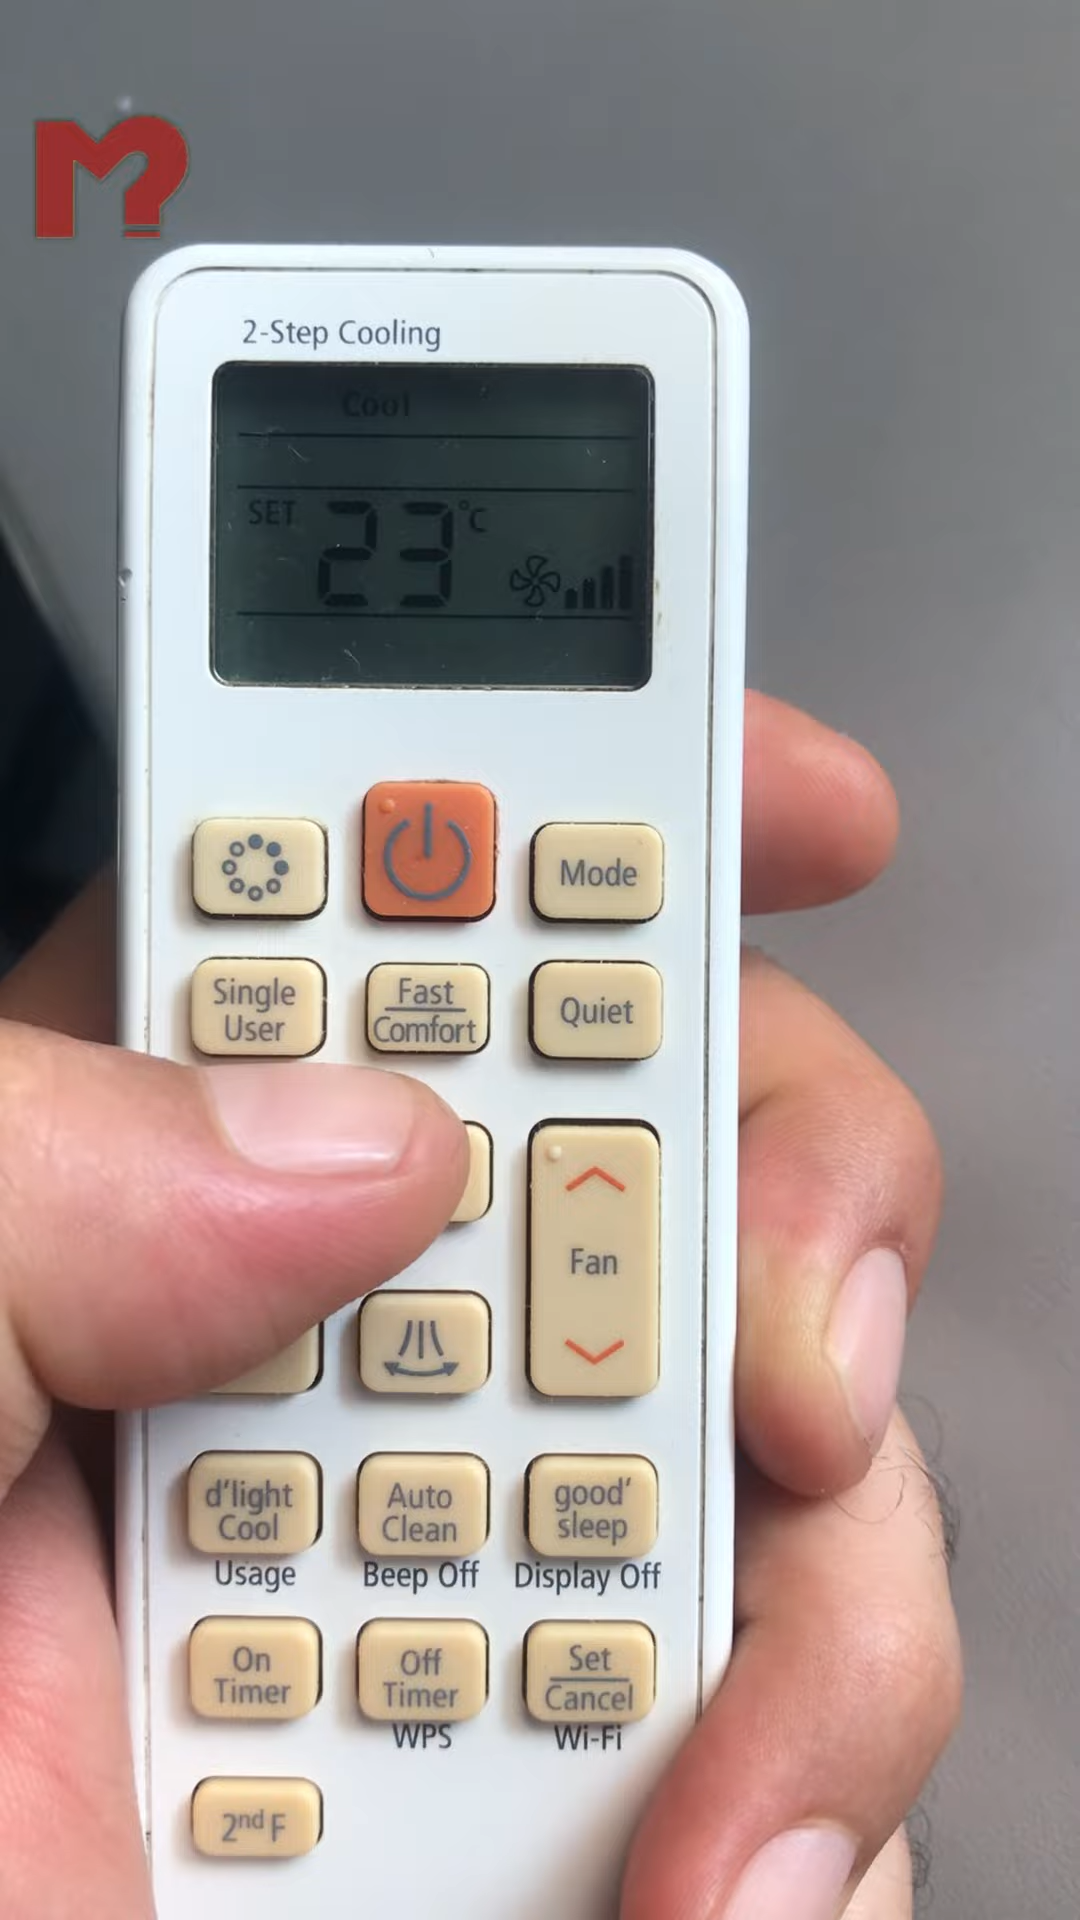 2-Step Cooling
Cool
SET 23°C
Mode
Single
User
Fast
Comfort
Quiet
Fan
d'light
Cool
Auto
Clean
good'
sleep
Usage
Beep Off
Display Off
On
Timer
Off
Timer
Set
Cancel
WPS
Wi-Fi
2nd F